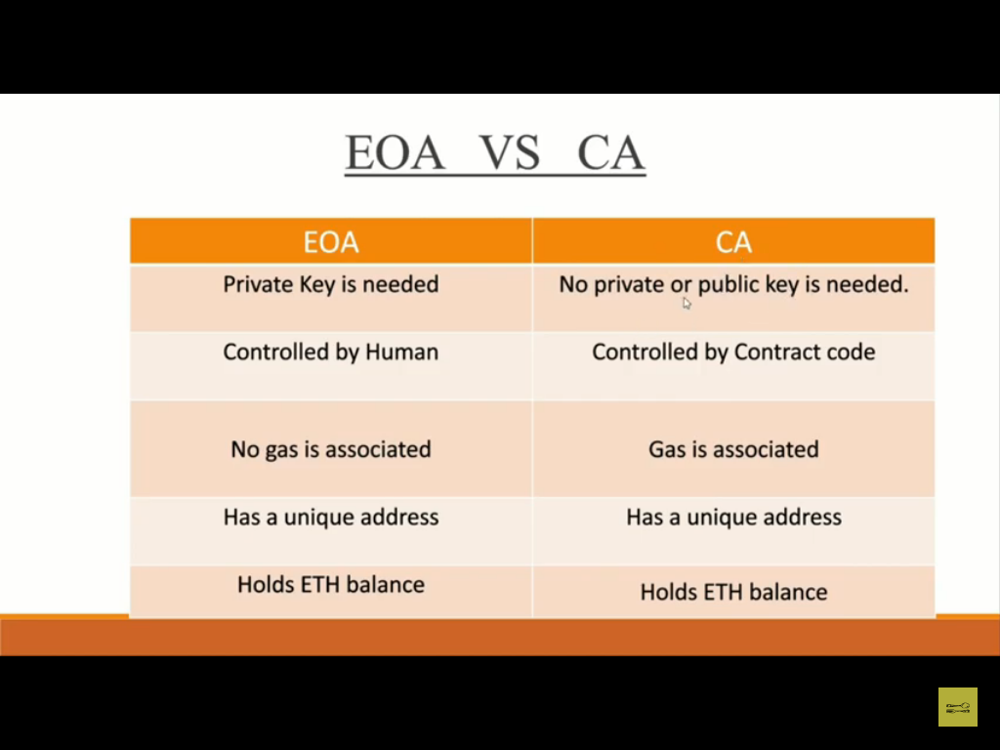 EOA VS CA
EOA CA
Private Key is needed No private or public key is needed.
Controlled by Human Controlled by Contract code
No gas is associated Gas is associated
Has a unique address Has a unique address
Holds ETH balance Holds ETH balance